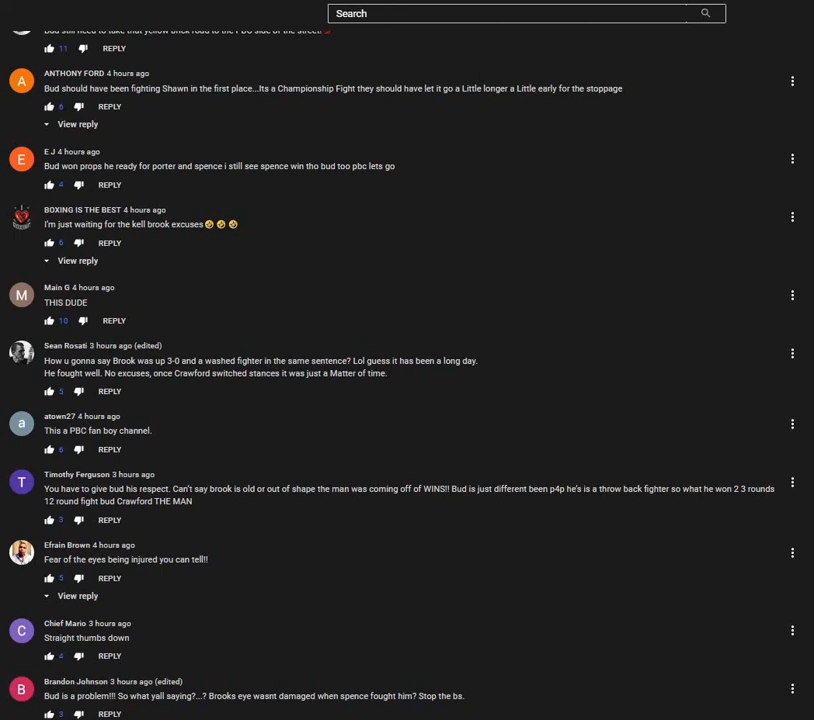 Search
Bud still need to take that yellow brick road to the PBC side of the street!
11 REPLY
ANTHONY FORD 4 hours ago
Bud should have been fighting Shawn in the first place...Its a Championship Fight they should have let it go a Little longer a Little early for the stoppage
6 REPLY
View reply
E
E J 4 hours ago
Bud won props he ready for porter and spence i still see spence win tho bud too pbc lets go
4 REPLY
BOXING IS THE BEST 4 hours ago
I'm just waiting for the kell brook excuses🤣🤣🤣
6 REPLY
View reply
M
Main G 4 hours ago
THIS DUDE
10 REPLY
Sean Rosati 3 hours ago (edited)
How u gonna say Brook was up 3-0 and a washed fighter in the same sentence? Lol guess it has been a long day.
He fought well. No excuses, once Crawford switched stances it was just a Matter of time.
5 REPLY
a
atown27 4 hours ago
This a PBC fan boy channel.
6 REPLY
T
Timothy Ferguson 3 hours ago
You have to give bud his respect. Can't say brook is old or out of shape the man was coming off of WINS!! Bud is just different been p4p he's is a throw back fighter so what he won 2 3 rounds
12 round fight bud Crawford THE MAN
3 REPLY
Efrain Brown 4 hours ago
Fear of the eyes being injured you can tell!!
5 REPLY
View reply
C
Chief Mario 3 hours ago
Straight thumbs down
4 REPLY
B
Brandon Johnson 3 hours ago (edited)
Bud is a problem!!! So what yall saying?...? Brooks eye wasnt damaged when spence fought him? Stop the bs.
3 REPLY